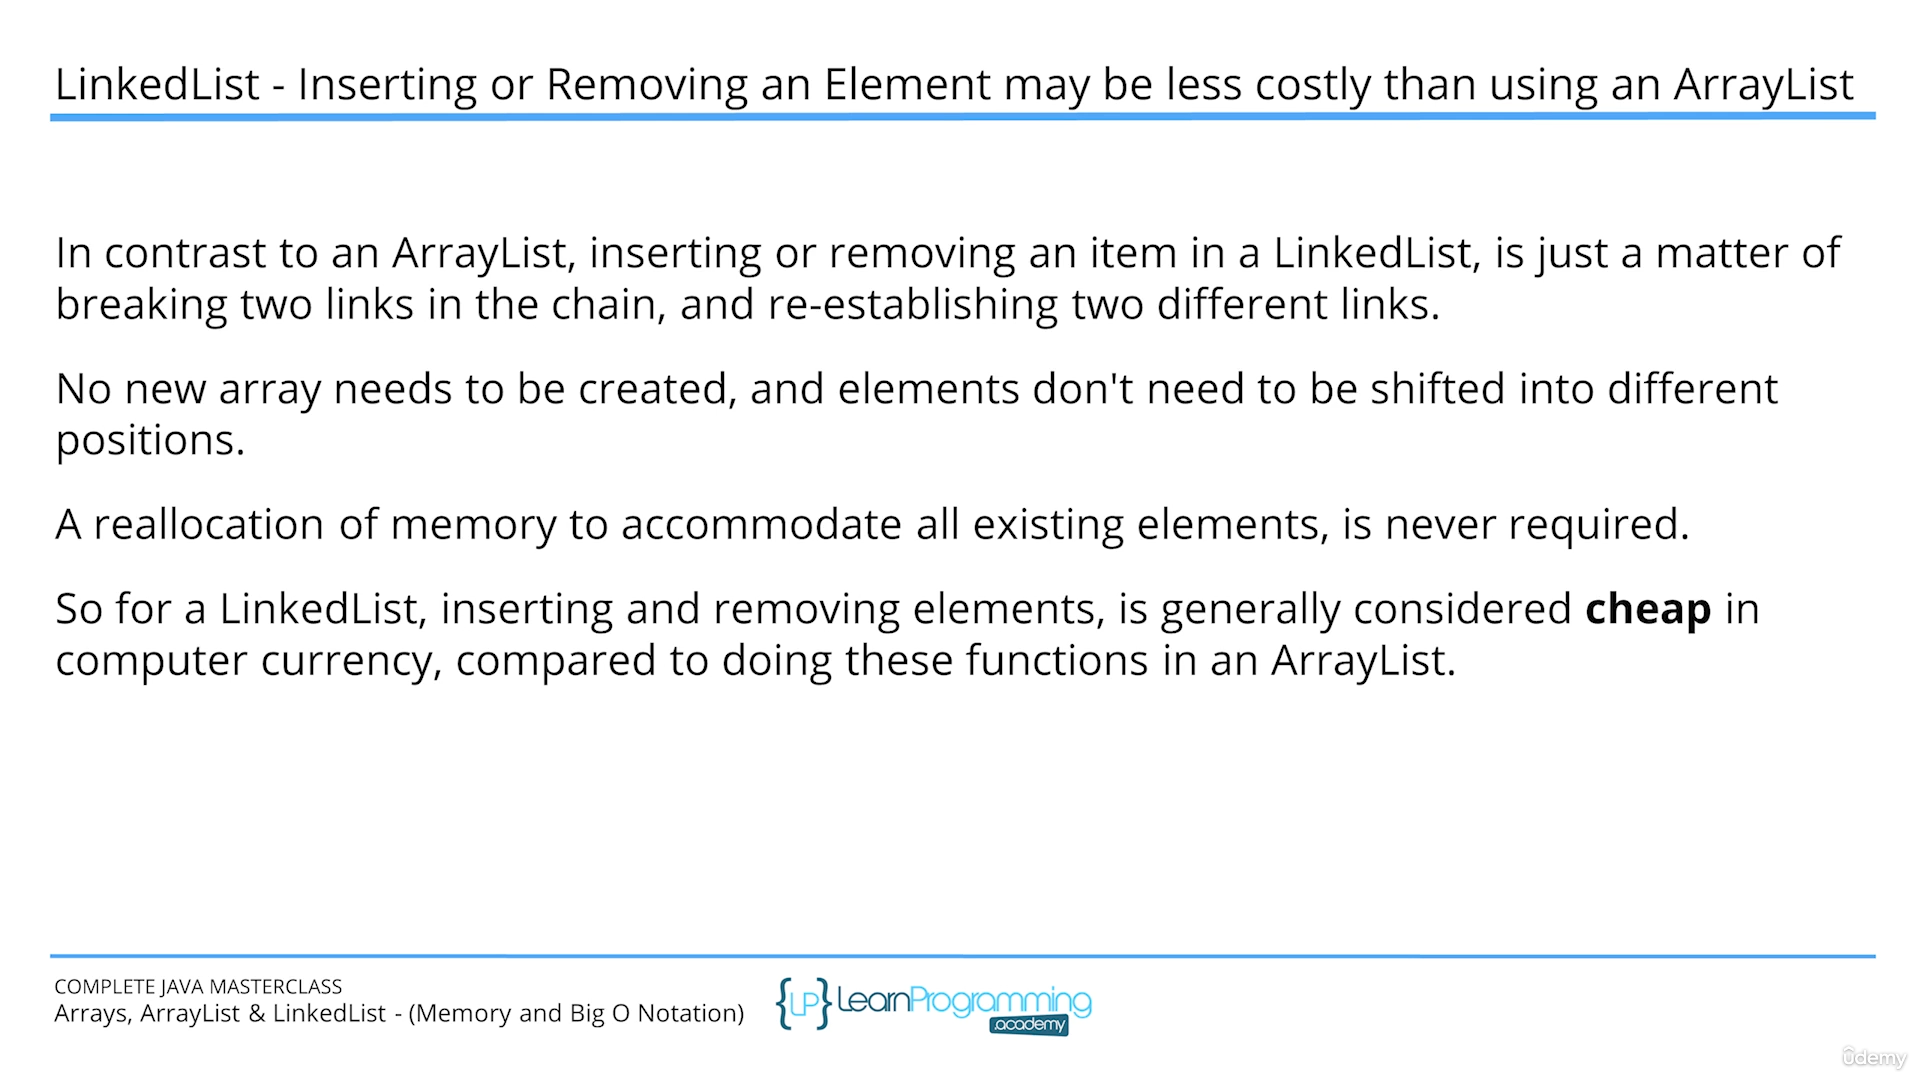 LinkedList - Inserting or Removing an Element may be less costly than using an ArrayList
In contrast to an ArrayList, inserting or removing an item in a LinkedList, is just a matter of
breaking two links in the chain, and re-establishing two different links.
No new array needs to be created, and elements don't need to be shifted into different
positions.
A reallocation of memory to accommodate all existing elements, is never required.
So for a LinkedList, inserting and removing elements, is generally considered cheap in
computer currency, compared to doing these functions in an ArrayList.
COMPLETE JAVA MASTERCLASS
Arrays, ArrayList & LinkedList - (Memory and Big O Notation)
{LP} LearnProgramming
.academy
ûdemy